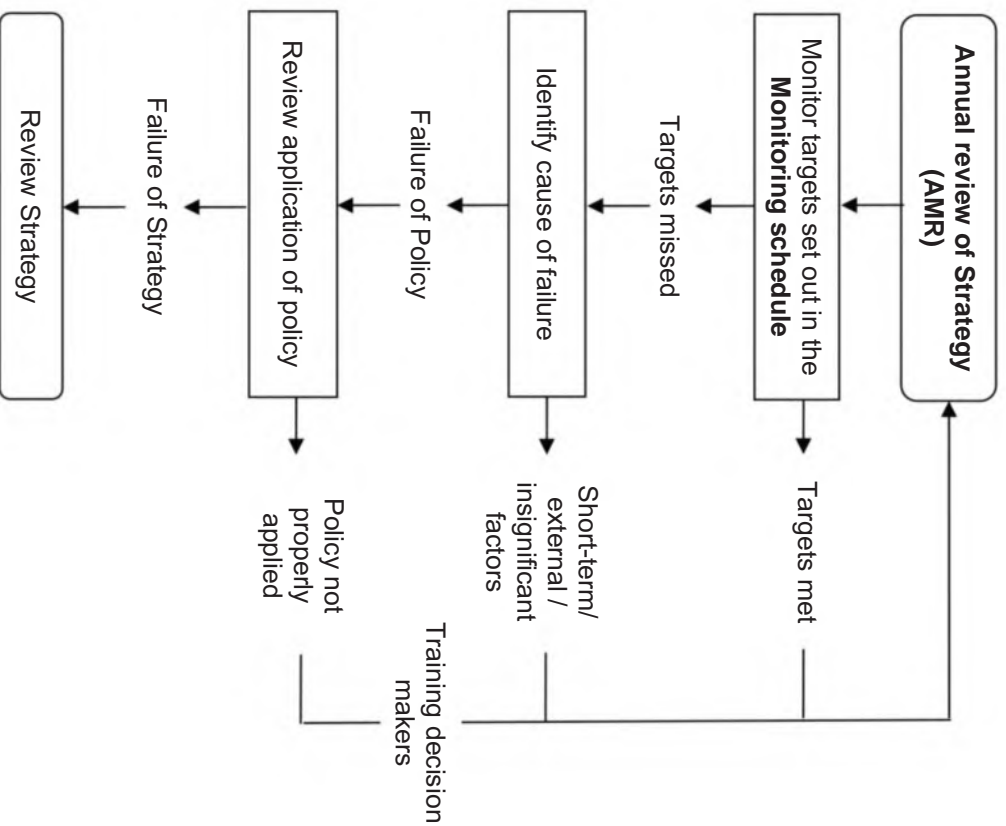 Annual review of Strategy
(AMR)
Monitor targets set out in the
Monitoring schedule
Targets missed
Targets met
Identify cause of failure
Short-term/
external /
insignificant
factors
Failure of Policy
Training decision
makers
Review application of policy
Policy not
properly
applied
Failure of Strategy
Review Strategy